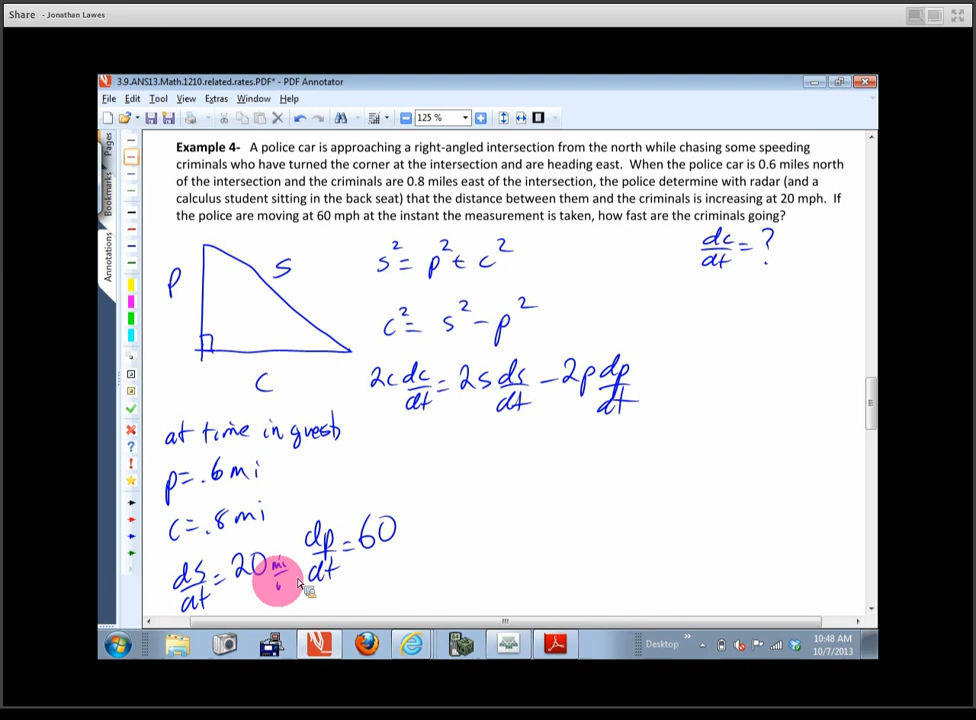 Share - Jonathan Lawes
3.9.ANS13.Math.1210.related.rates.PDF* - PDF Annotator
File Edit Tool View Extras Window Help
125 %
Pages
Bookmarks
Annotations
Example 4- A police car is approaching a right-angled intersection from the north while chasing some speeding
criminals who have turned the corner at the intersection and are heading east. When the police car is 0.6 miles north
of the intersection and the criminals are 0.8 miles east of the intersection, the police determine with radar (and a
calculus student sitting in the back seat) that the distance between them and the criminals is increasing at 20 mph. If
the police are moving at 60 mph at the instant the measurement is taken, how fast are the criminals going?
dc/dt = ?
P
S
C
s² = p² + c²
c² = s² - p²
2c dc/dt = 2s ds/dt - 2p dp/dt
at time in quest
p = .6 mi
c = .8 mi
ds/dt = 20 mi
dp/dt = 60
Desktop
10:48 AM
10/7/2013